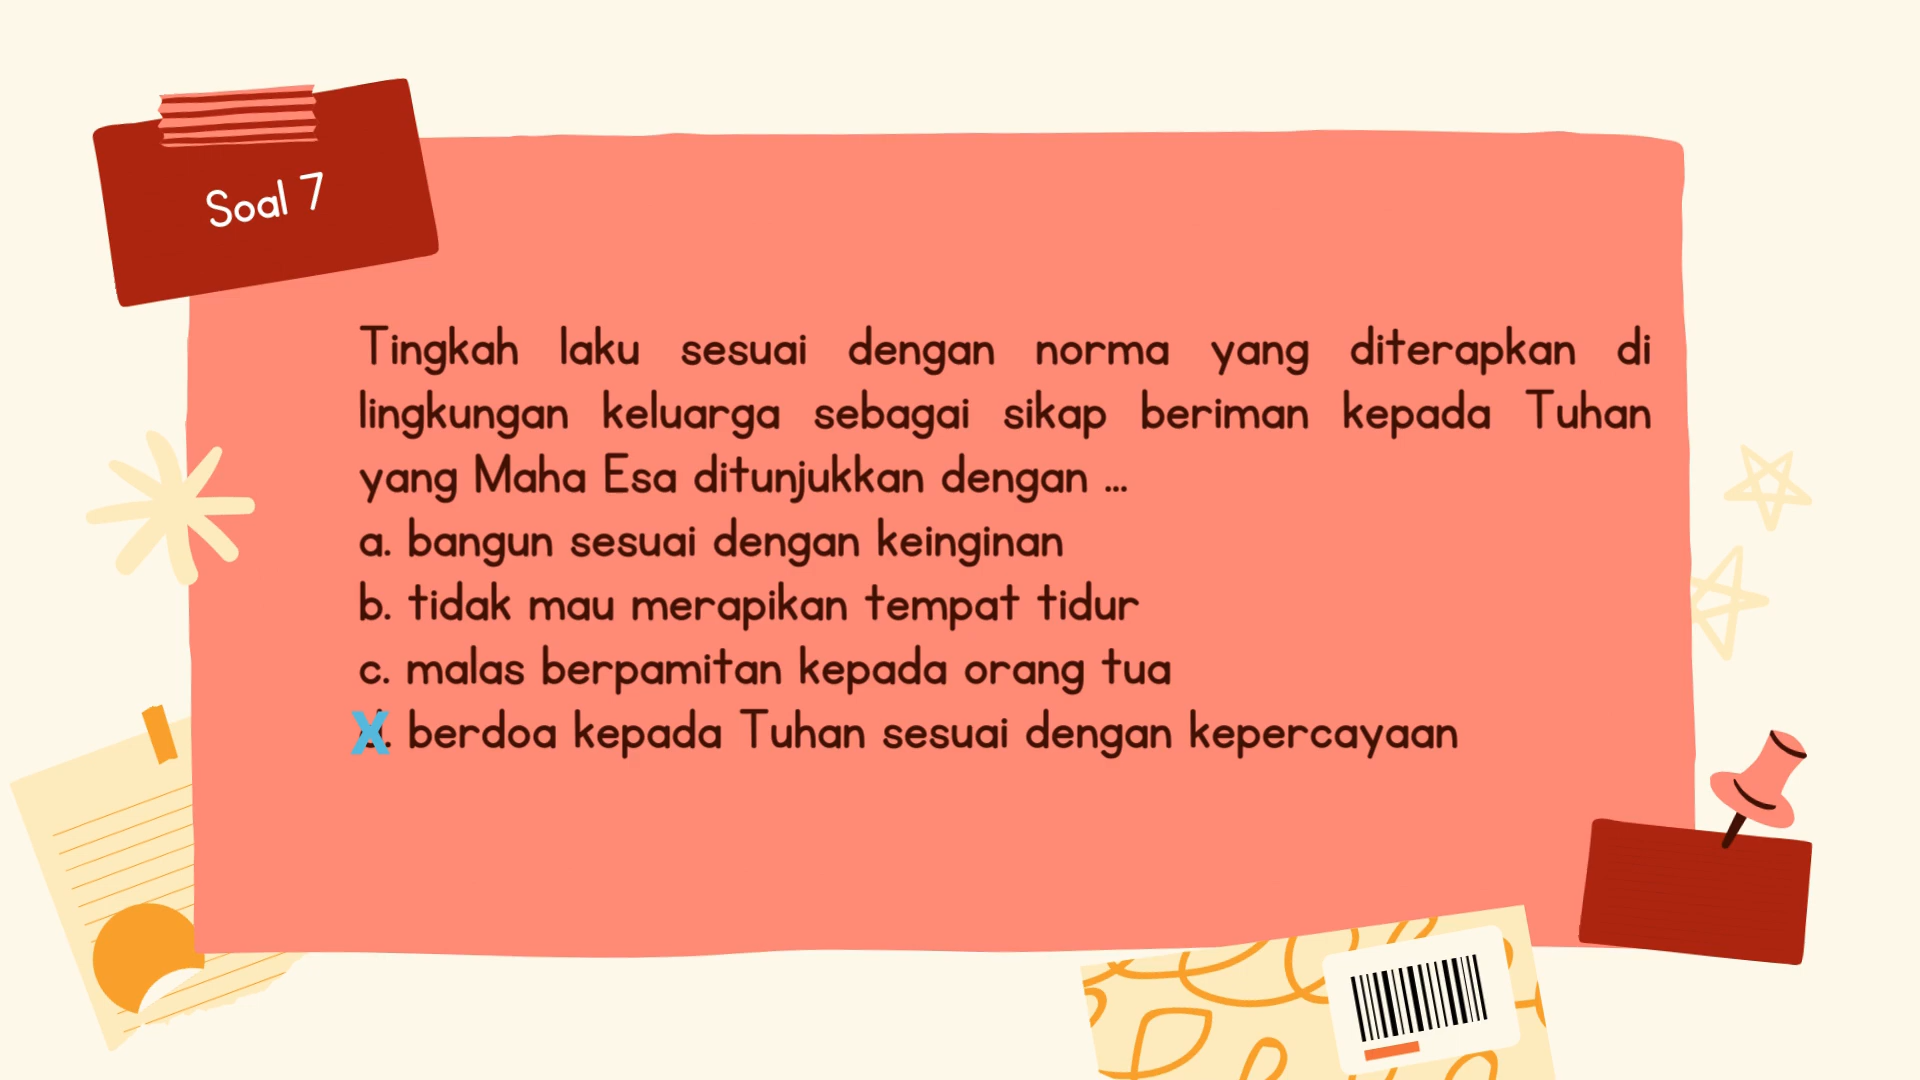 Soal 7
Tingkah laku sesuai dengan norma yang diterapkan di
lingkungan keluarga sebagai sikap beriman kepada Tuhan
yang Maha Esa ditunjukkan dengan ...
a. bangun sesuai dengan keinginan
b. tidak mau merapikan tempat tidur
c. malas berpamitan kepada orang tua
d. berdoa kepada Tuhan sesuai dengan kepercayaan